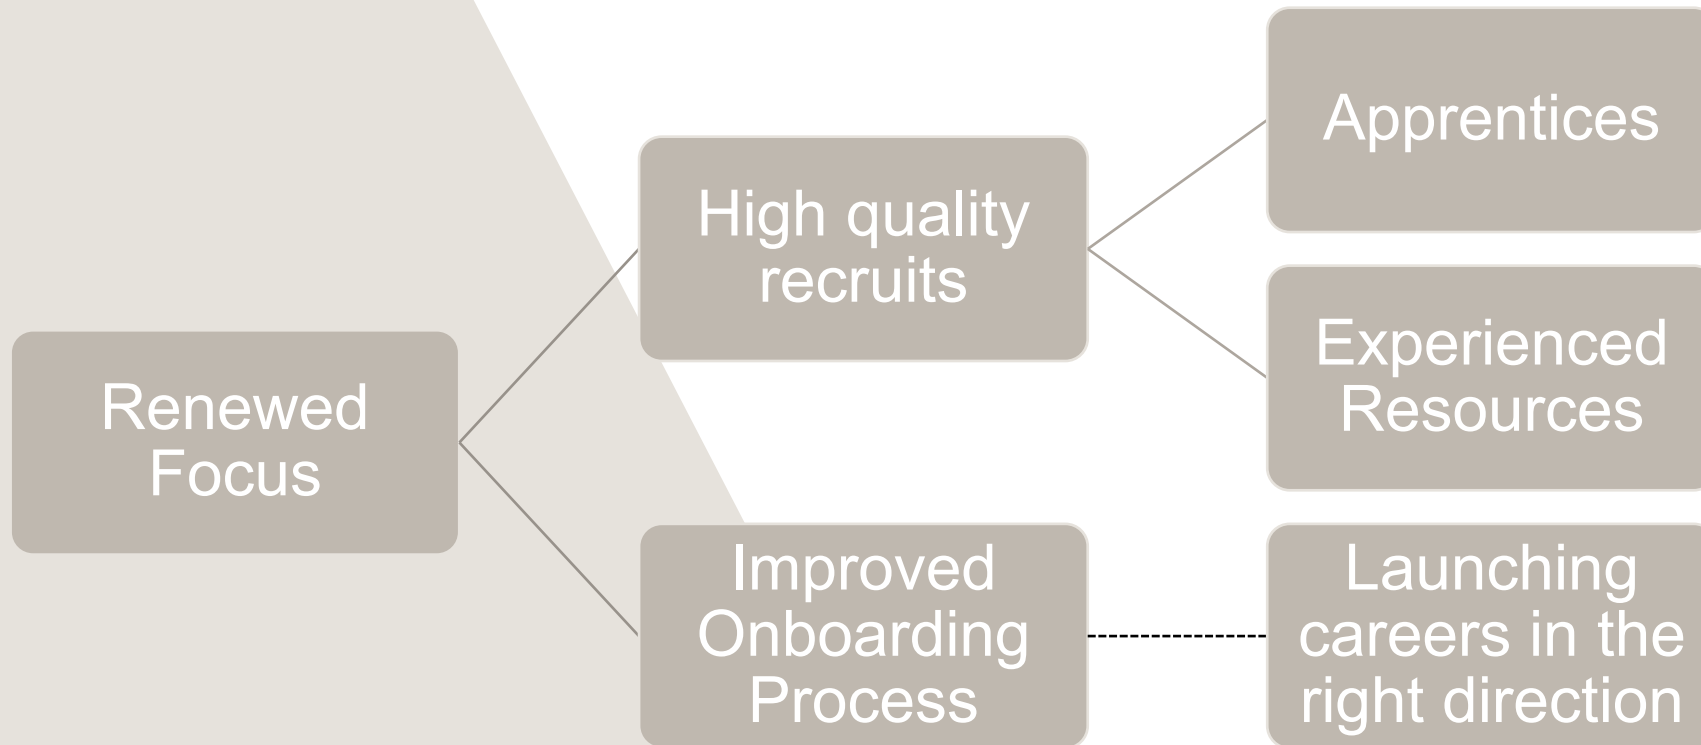 Renewed
Focus
High quality
recruits
Improved
Onboarding
Process
Apprentices
Experienced
Resources
Launching
careers in the
right direction